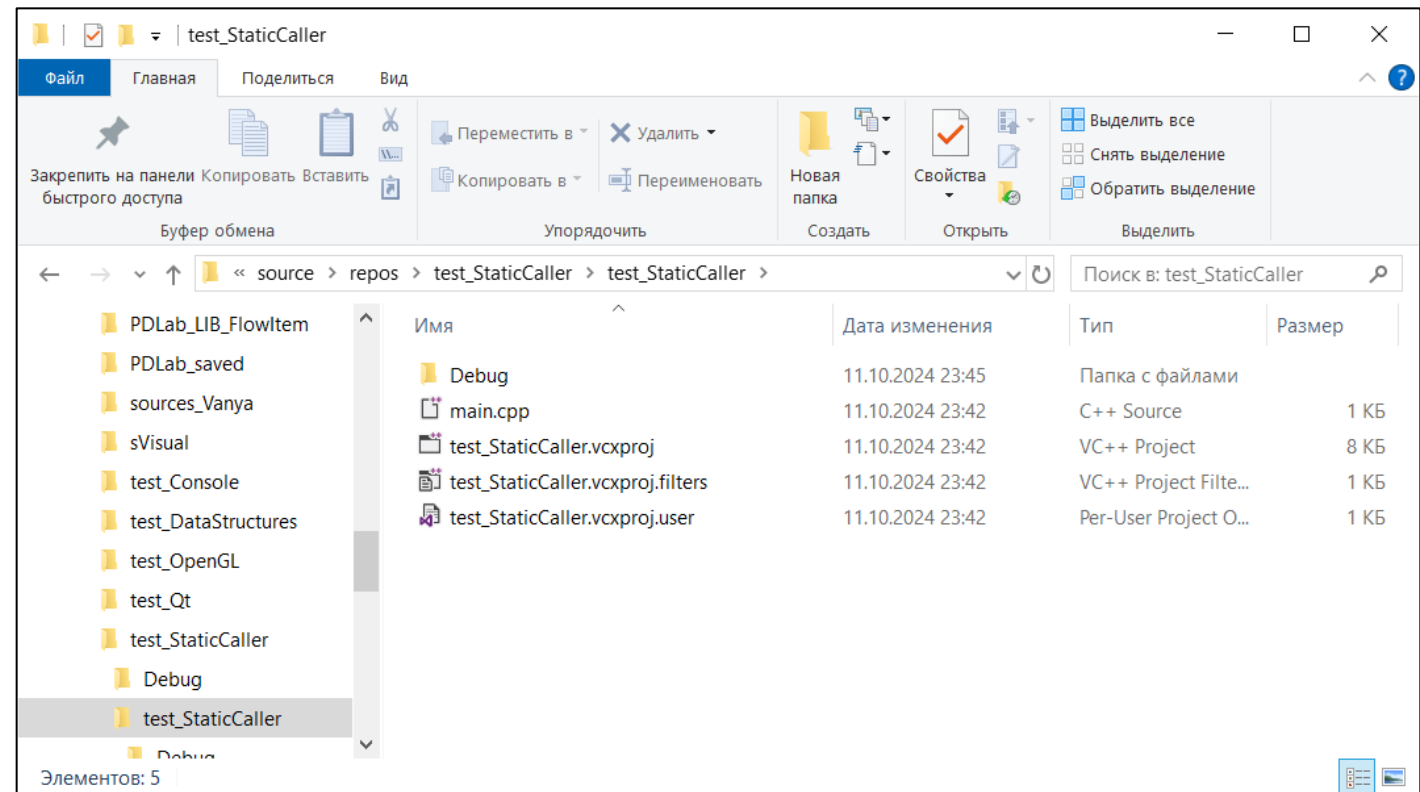 test_StaticCaller
Файл Главная Поделиться Вид
Закрепить на панели быстрого доступа
Копировать
Вставить
Буфер обмена
Переместить в
Копировать в
Удалить
Переименовать
Упорядочить
Новая папка
Создать
Свойства
Открыть
Выделить все
Снять выделение
Обратить выделение
Выделить
« source > repos > test_StaticCaller > test_StaticCaller >
Поиск в: test_StaticCaller
PDLab_LIB_FlowItem
PDLab_saved
sources_Vanya
sVisual
test_Console
test_DataStructures
test_OpenGL
test_Qt
test_StaticCaller
Debug
test_StaticCaller
Debug
Имя Дата изменения Тип Размер
Debug 11.10.2024 23:45 Папка с файлами
main.cpp 11.10.2024 23:42 C++ Source 1 КБ
test_StaticCaller.vcxproj 11.10.2024 23:42 VC++ Project 8 КБ
test_StaticCaller.vcxproj.filters 11.10.2024 23:42 VC++ Project Filte... 1 КБ
test_StaticCaller.vcxproj.user 11.10.2024 23:42 Per-User Project O... 1 КБ
Элементов: 5